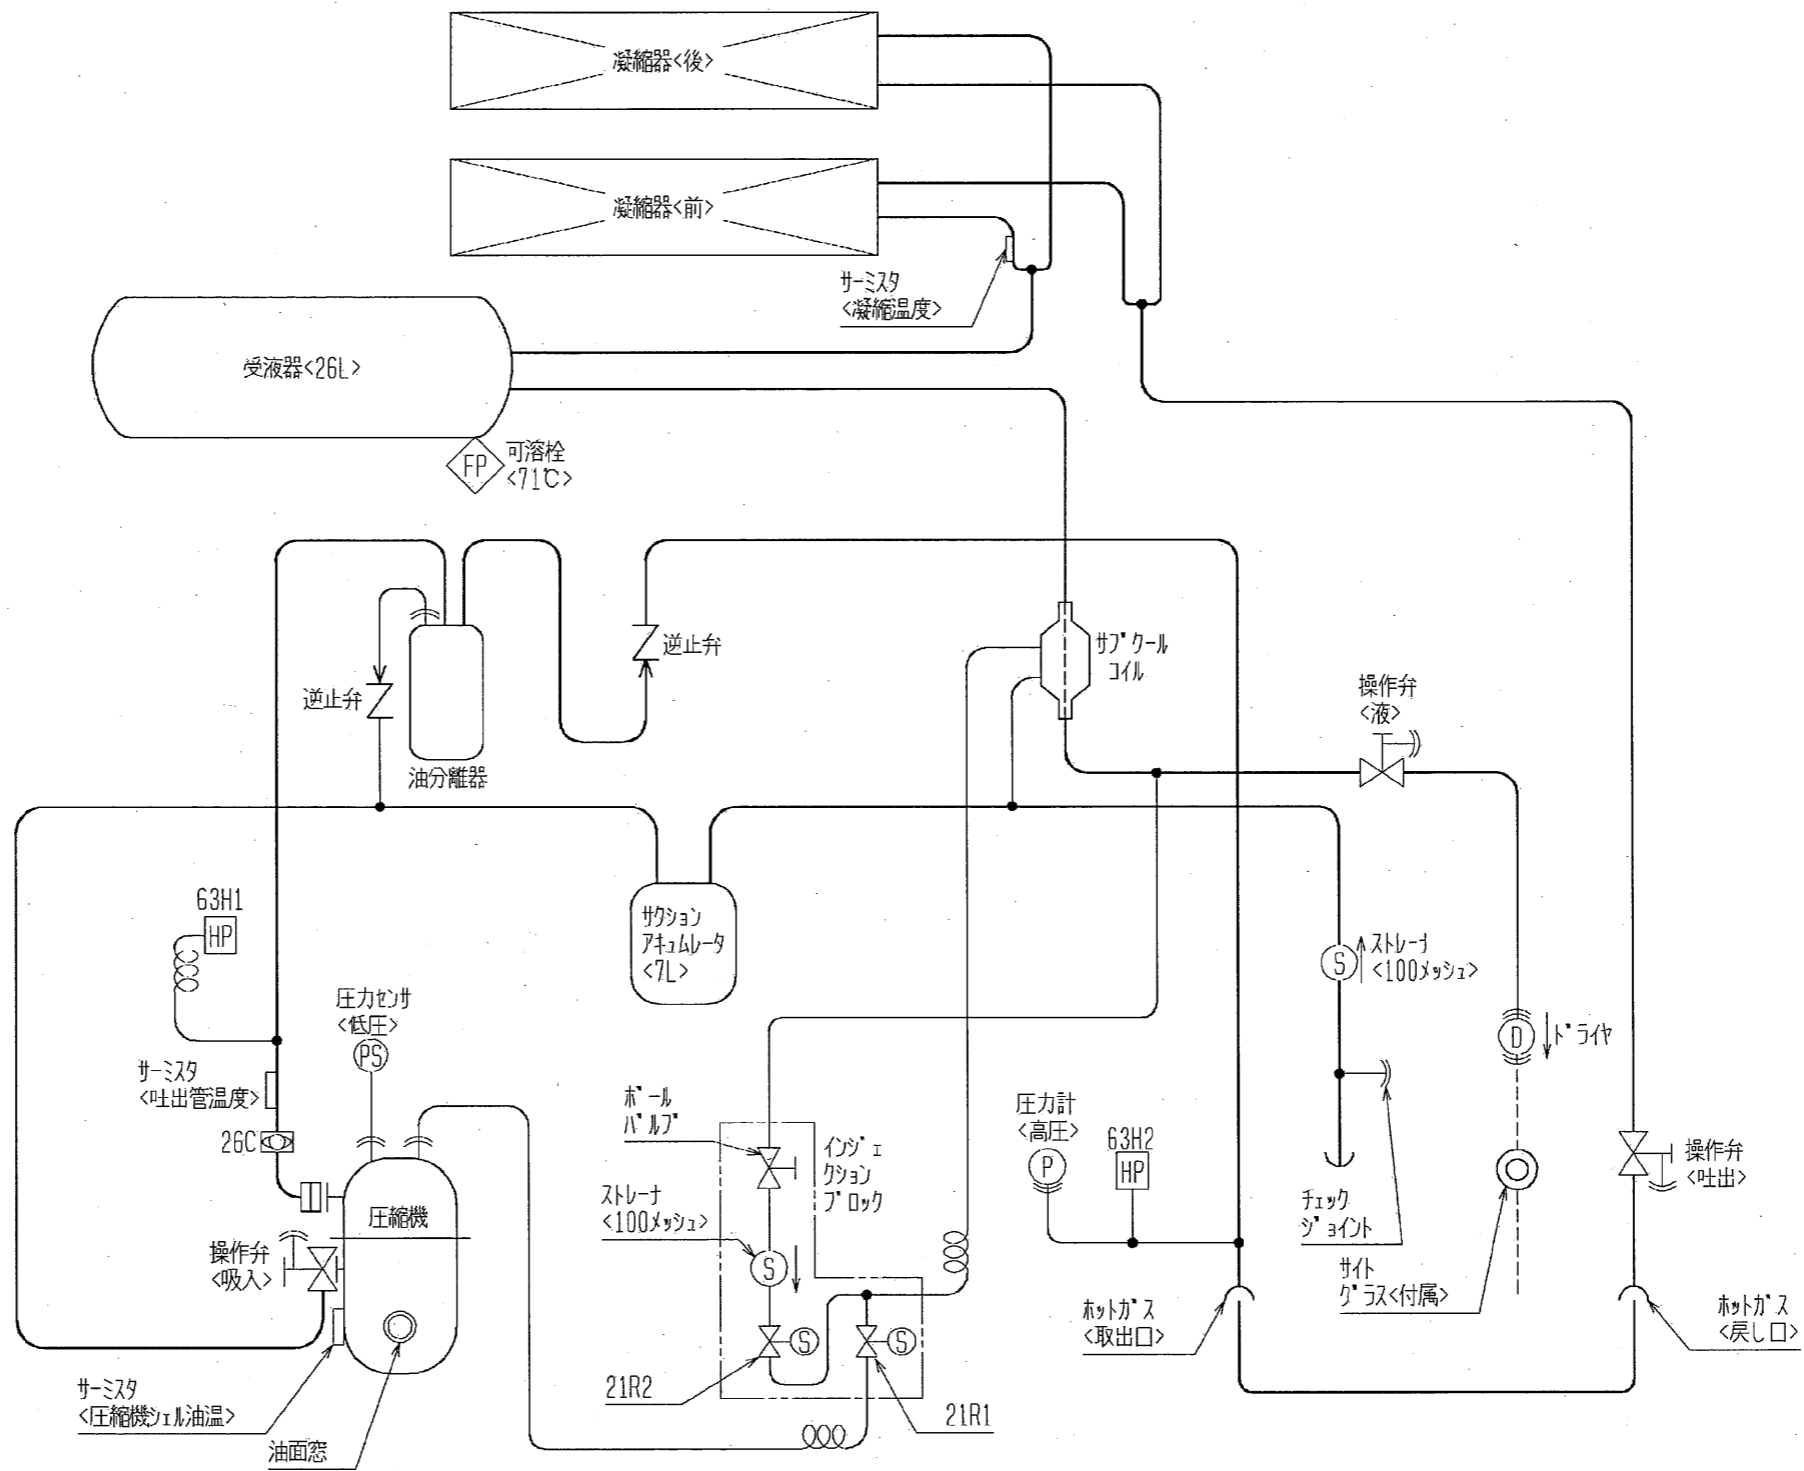 凝縮器<後>
凝縮器<前>
サーミスタ
<凝縮温度>
受液器<26L>
FP
可溶栓
<71℃>
逆止弁
逆止弁
油分離器
サブクール
コイル
操作弁
<液>
63H1
HP
サクション
アキュムレータ
<7L>
S
ストレーナ
<100メッシュ>
圧力センサ
<低圧>
PS
サーミスタ
<吐出管温度>
26C
D
ドライヤ
ボール
バルブ
インジェ
クション
ブロック
圧力計
<高圧>
P
63H2
HP
操作弁
<吐出>
ストレーナ
<100メッシュ>
S
チェック
ジョイント
圧縮機
操作弁
<吸入>
サイト
グラス<付属>
ホットガス
<取出口>
ホットガス
<戻し口>
S
S
21R2
21R1
サーミスタ
<圧縮機シェル油温>
油面窓